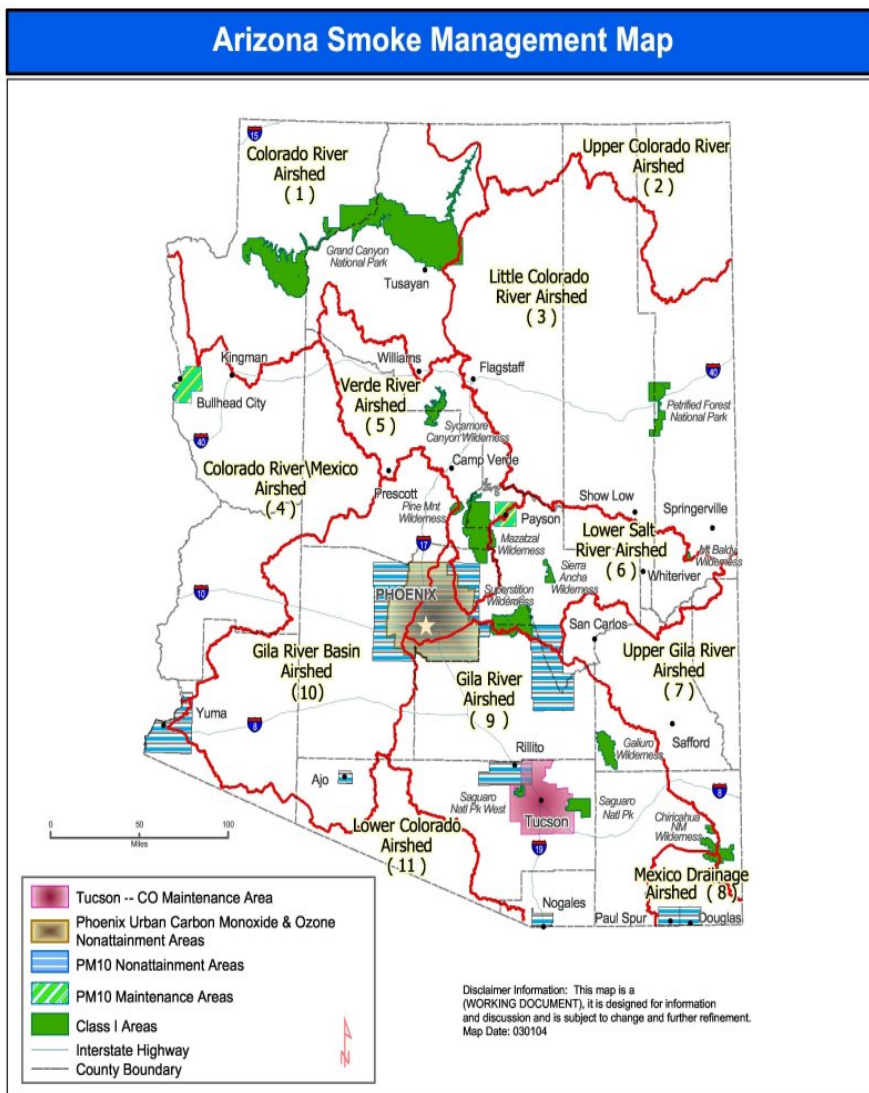 Arizona Smoke Management Map
15
Colorado River
Airshed
( 1 )
Upper Colorado River
Airshed
( 2 )
Grand Canyon
National Park
Tusayan
Little Colorado
River Airshed
( 3 )
Kingman
Williams
Flagstaff
40
Bullhead City
Verde River
Airshed
( 5 )
Petrified Forest
National Park
Sycamore
Canyon Wilderness
40
Colorado River\Mexico
Airshed
( 4 )
Camp Verde
Prescott
Pine Mnt
Wilderness
Payson
Show Low
Springerville
Mazatzal
Wilderness
Lower Salt
River Airshed
( 6 )
Mt Baldy
Wilderness
17
Whiteriver
Sierra
Ancha
Wilderness
10
PHOENIX
Superstition
Wilderness
San Carlos
Gila River Basin
Airshed
(10)
Upper Gila River
Airshed
( 7 )
Gila River
Airshed
( 9 )
Yuma
8
Safford
Rillito
Galiuro
Wilderness
Ajo
8
Saguaro
Natl Pk West
Saguaro
Natl Pk
Tucson
Chiricahua
NM
Wilderness
Lower Colorado
Airshed
( 11 )
19
Mexico Drainage
Airshed ( 8 )
Nogales
Paul Spur
Douglas
0 50 100
Miles
Tucson -- CO Maintenance Area
Phoenix Urban Carbon Monoxide & Ozone
Nonattainment Areas
PM10 Nonattainment Areas
PM10 Maintenance Areas
Class I Areas
Interstate Highway
County Boundary
N
Disclaimer Information: This map is a
(WORKING DOCUMENT), it is designed for information
and discussion and is subject to change and further refinement.
Map Date: 030104